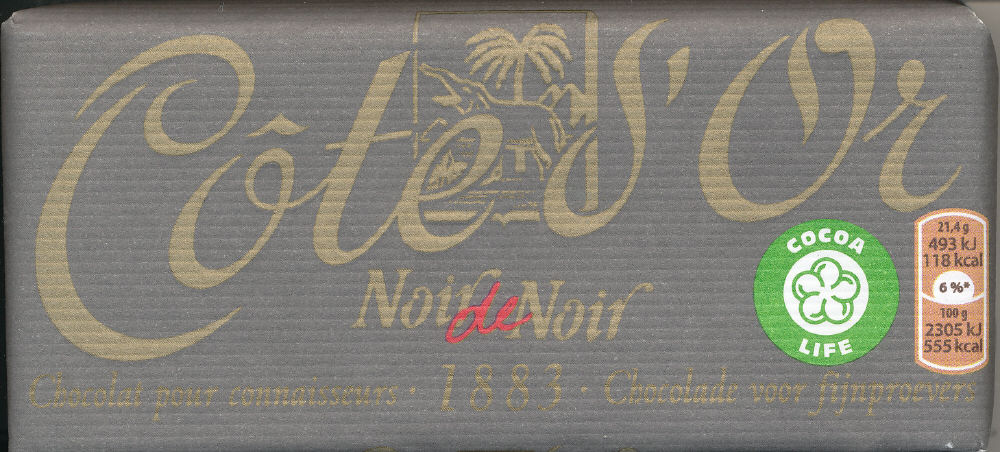 Côte d'Or
Noir de Noir
Chocolat pour connaisseurs · 1883 · Chocolade voor fijnproevers
COCOA
LIFE
21,4 g
493 kJ
118 kcal
6 %*
100 g
2305 kJ
555 kcal